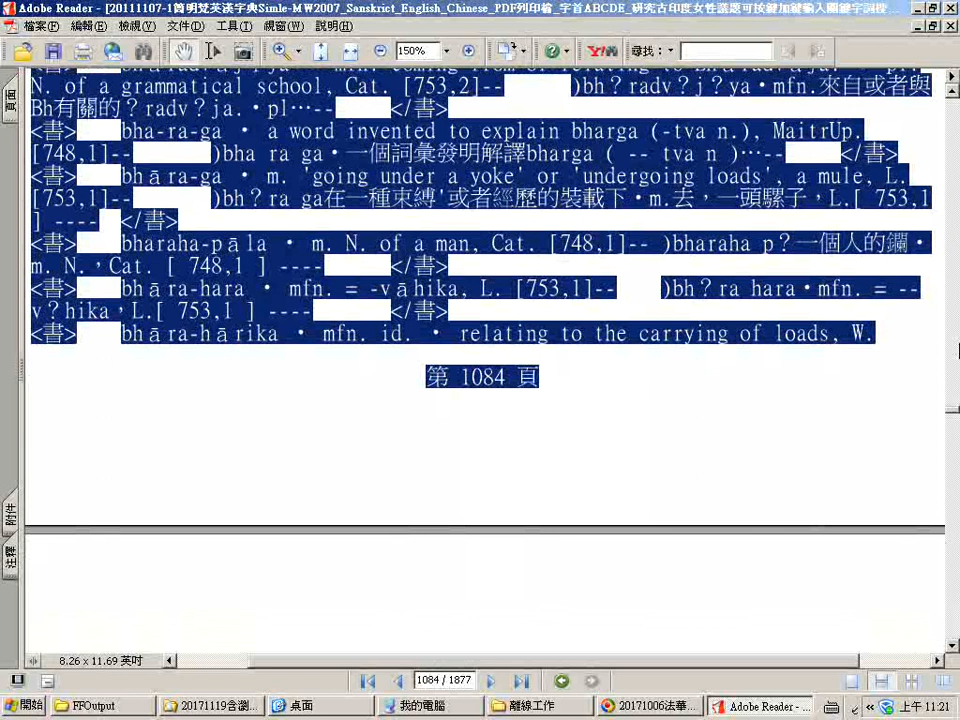 Adobe Reader - [20111107-1簡明梵英漢字典Simle-MW2007_Sanskrict_English_Chinese_PDF列印檔_字首ABCDE_研究古印度女性議題可按鍵加鍵輸入關鍵字詞搜
檔案(F) 編輯(E) 檢視(V) 文件(D) 工具(T) 視窗(W) 說明(H)
150% 尋找:
頁面
N. of a grammatical school, Cat. [753,2]-- )bh?radv?j?ya‧mfn.來自或者與
Bh有關的?radv?ja.‧pl…-- </書>
<書> bha-ra-ga ‧ a word invented to explain bharga (-tva n.), MaitrUp.
[748,1]-- )bha ra ga‧一個詞彙發明解譯bharga ( -- tva n )…-- </書>
<書> bhāra-ga ‧ m. 'going under a yoke' or 'undergoing loads', a mule, L.
[753,1]-- )bh?ra ga在一種束縛'或者經歷的裝載下‧m.去，一頭騾子，L.[ 753,1
] ---- </書>
<書> bharaha-pāla ‧ m. N. of a man, Cat. [748,1]-- )bharaha p?一個人的鑭‧
m. N.，Cat. [ 748,1 ] ---- </書>
<書> bhāra-hara ‧ mfn. = -vāhika, L. [753,1]-- )bh?ra hara‧mfn. = --
v?hika，L.[ 753,1 ] ---- </書>
<書> bhāra-hārika ‧ mfn. id. ‧ relating to the carrying of loads, W.
第 1084 頁
附件
注釋
8.26 x 11.69 英吋
1084 / 1877
開始 FFOutput 20171119含瀏... 桌面 我的電腦 離線工作 20171006法華... Adobe Reader -... 上午 11:21